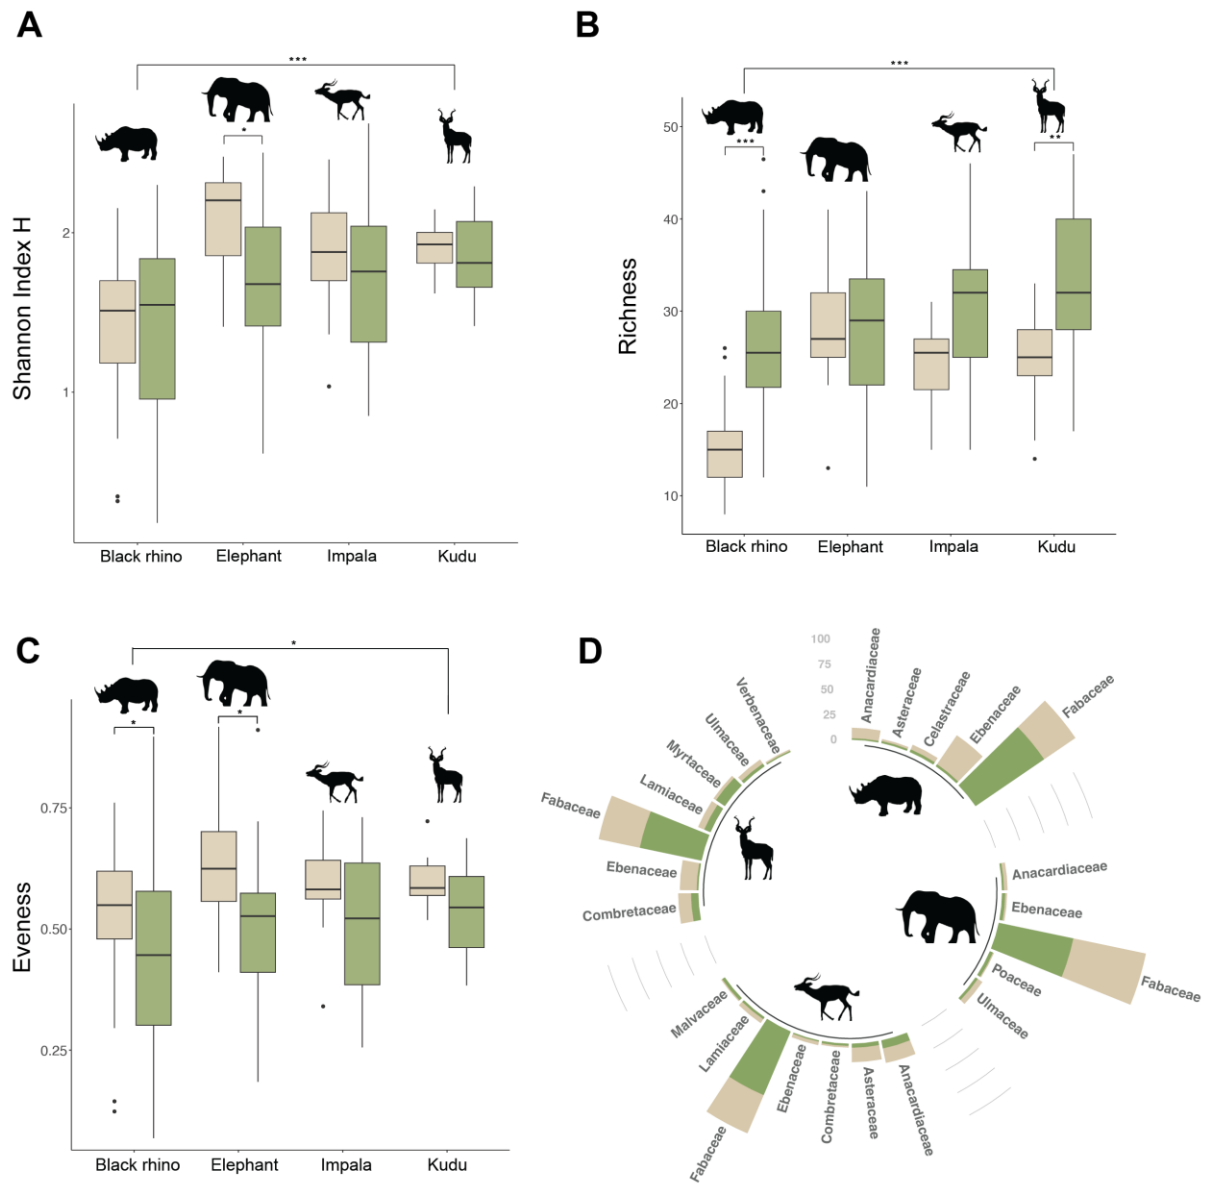 A
B
***
***
*
***
**
Shannon Index H
2
1
Richness
50
40
30
20
10
Black rhino
Elephant
Impala
Kudu
Black rhino
Elephant
Impala
Kudu
C
D
*
*
*
Eveness
0.75
0.50
0.25
Black rhino
Elephant
Impala
Kudu
100
75
50
25
0
Anacardiaceae
Asteraceae
Celastraceae
Ebenaceae
Fabaceae
Anacardiaceae
Ebenaceae
Fabaceae
Poaceae
Ulmaceae
Anacardiaceae
Asteraceae
Combretaceae
Ebenaceae
Fabaceae
Lamiaceae
Malvaceae
Combretaceae
Ebenaceae
Fabaceae
Lamiaceae
Myrtaceae
Ulmaceae
Verbenaceae